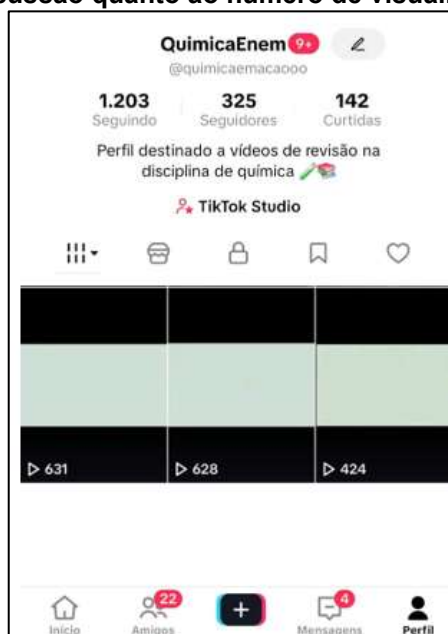 QuimicaEnem 9+
@quimicaemacaooo
1.203 325 142
Seguindo Seguidores Curtidas
Perfil destinado a vídeos de revisão na
disciplina de química
TikTok Studio
631 628 424
22 4
Início Amigos Mensagens Perfil